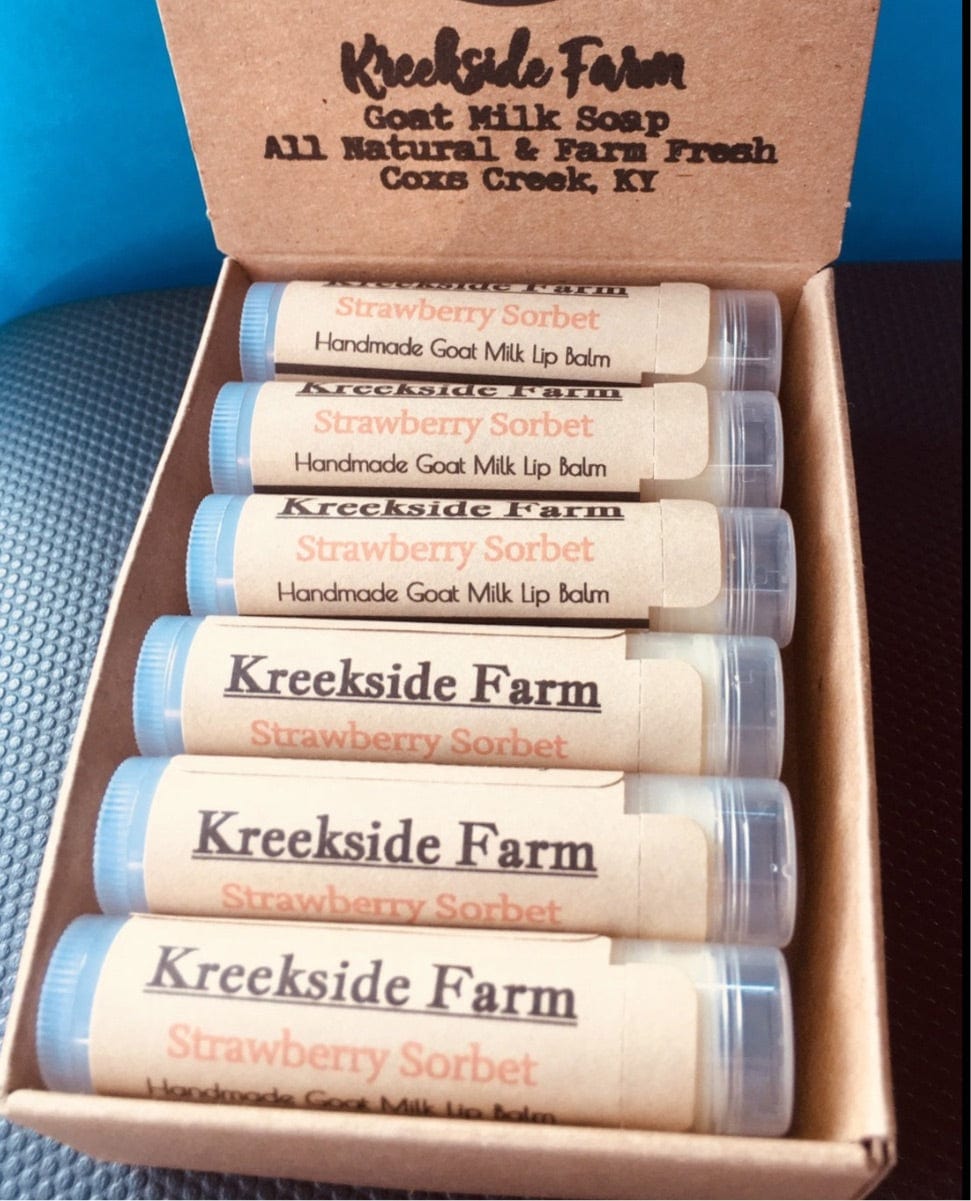 Kreekside Farm
Goat Milk Soap
All Natural & Farm Fresh
Coxs Creek, KY
Kreekside Farm
Strawberry Sorbet
Handmade Goat Milk Lip Balm
Kreekside Farm
Strawberry Sorbet
Handmade Goat Milk Lip Balm
Kreekside Farm
Strawberry Sorbet
Handmade Goat Milk Lip Balm
Kreekside Farm
Strawberry Sorbet
Kreekside Farm
Strawberry Sorbet
Kreekside Farm
Strawberry Sorbet
Handmade Goat Milk Lip Balm